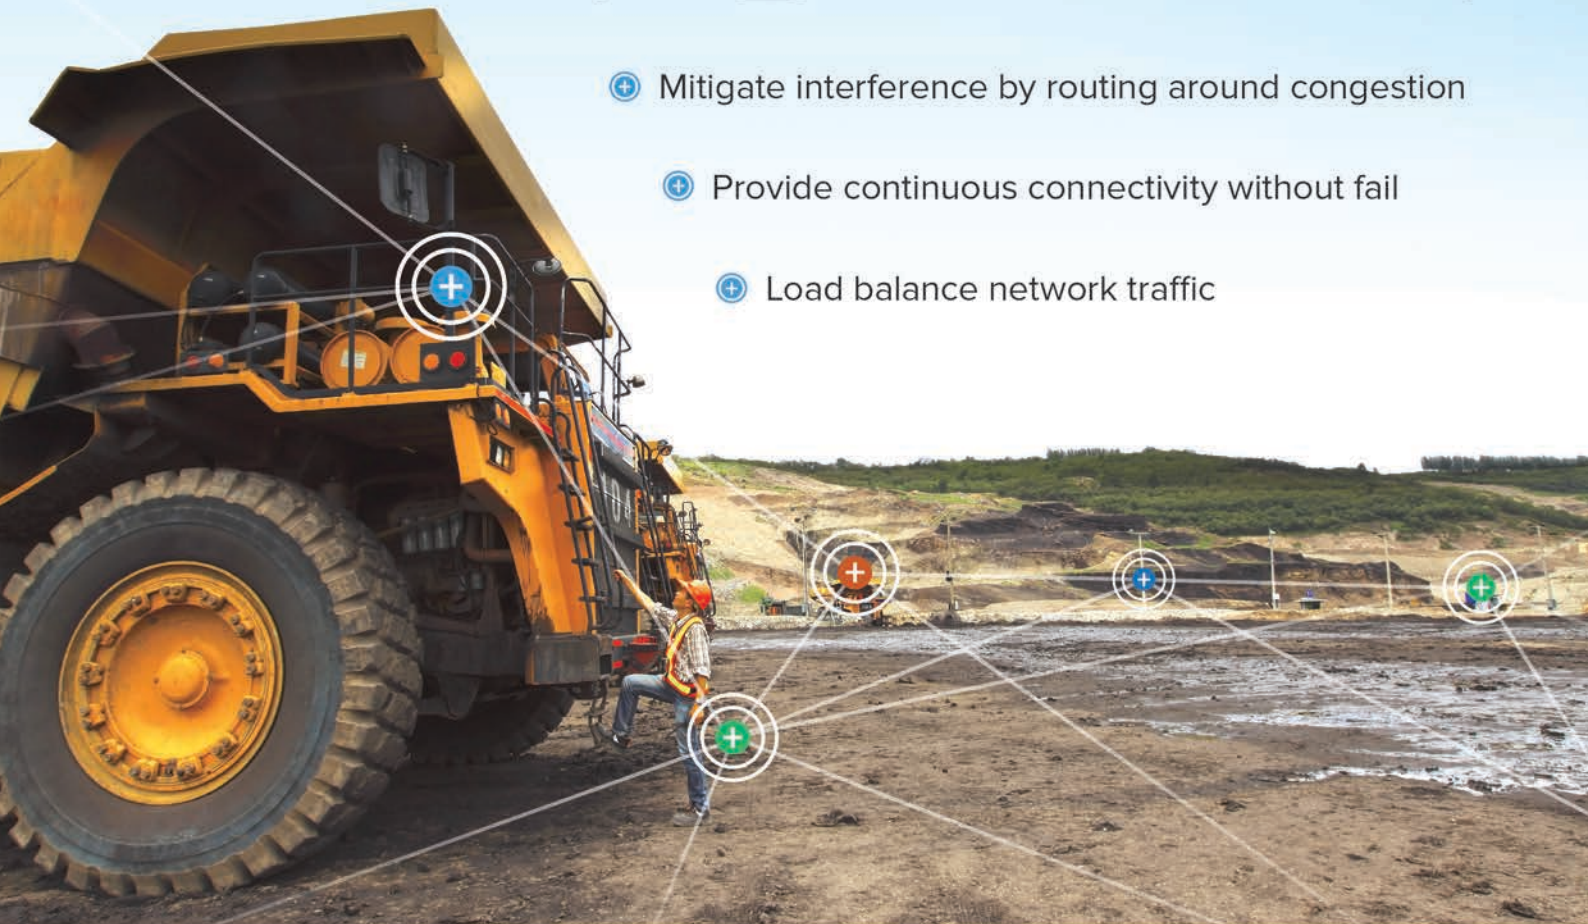 Mitigate interference by routing around congestion
Provide continuous connectivity without fail
Load balance network traffic